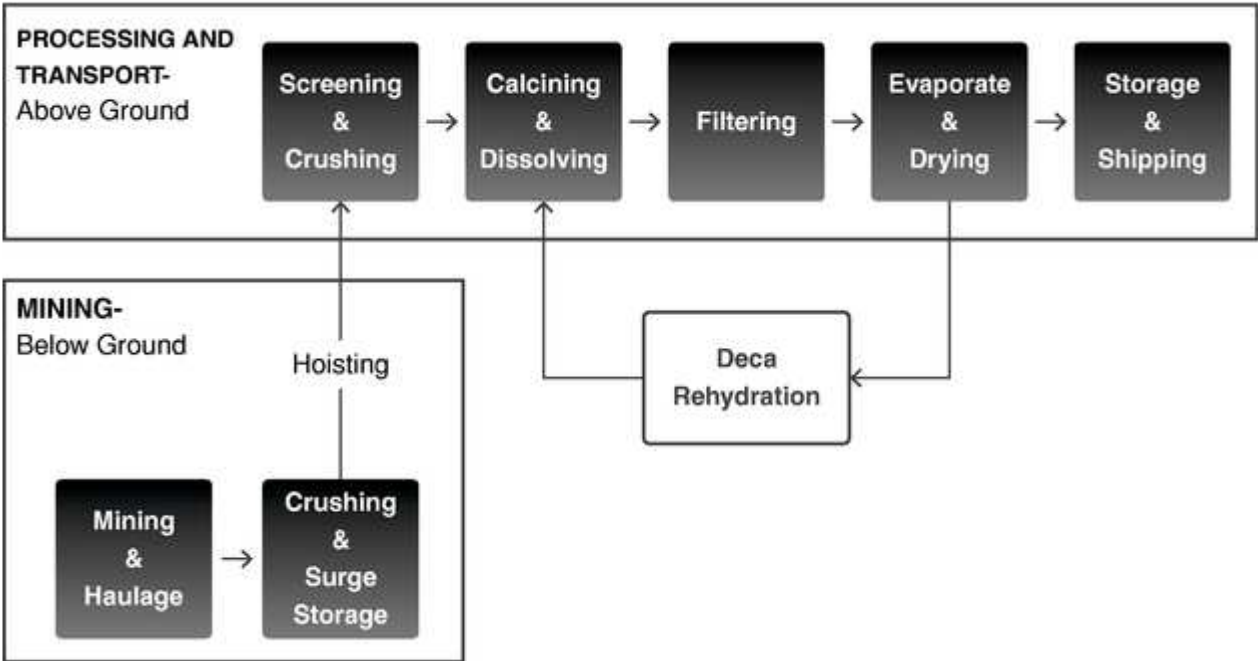 PROCESSING AND
TRANSPORT-
Above Ground
Screening
&
Crushing
Calcining
&
Dissolving
Filtering
Evaporate
&
Drying
Storage
&
Shipping
MINING-
Below Ground
Hoisting
Deca
Rehydration
Mining
&
Haulage
Crushing
&
Surge
Storage